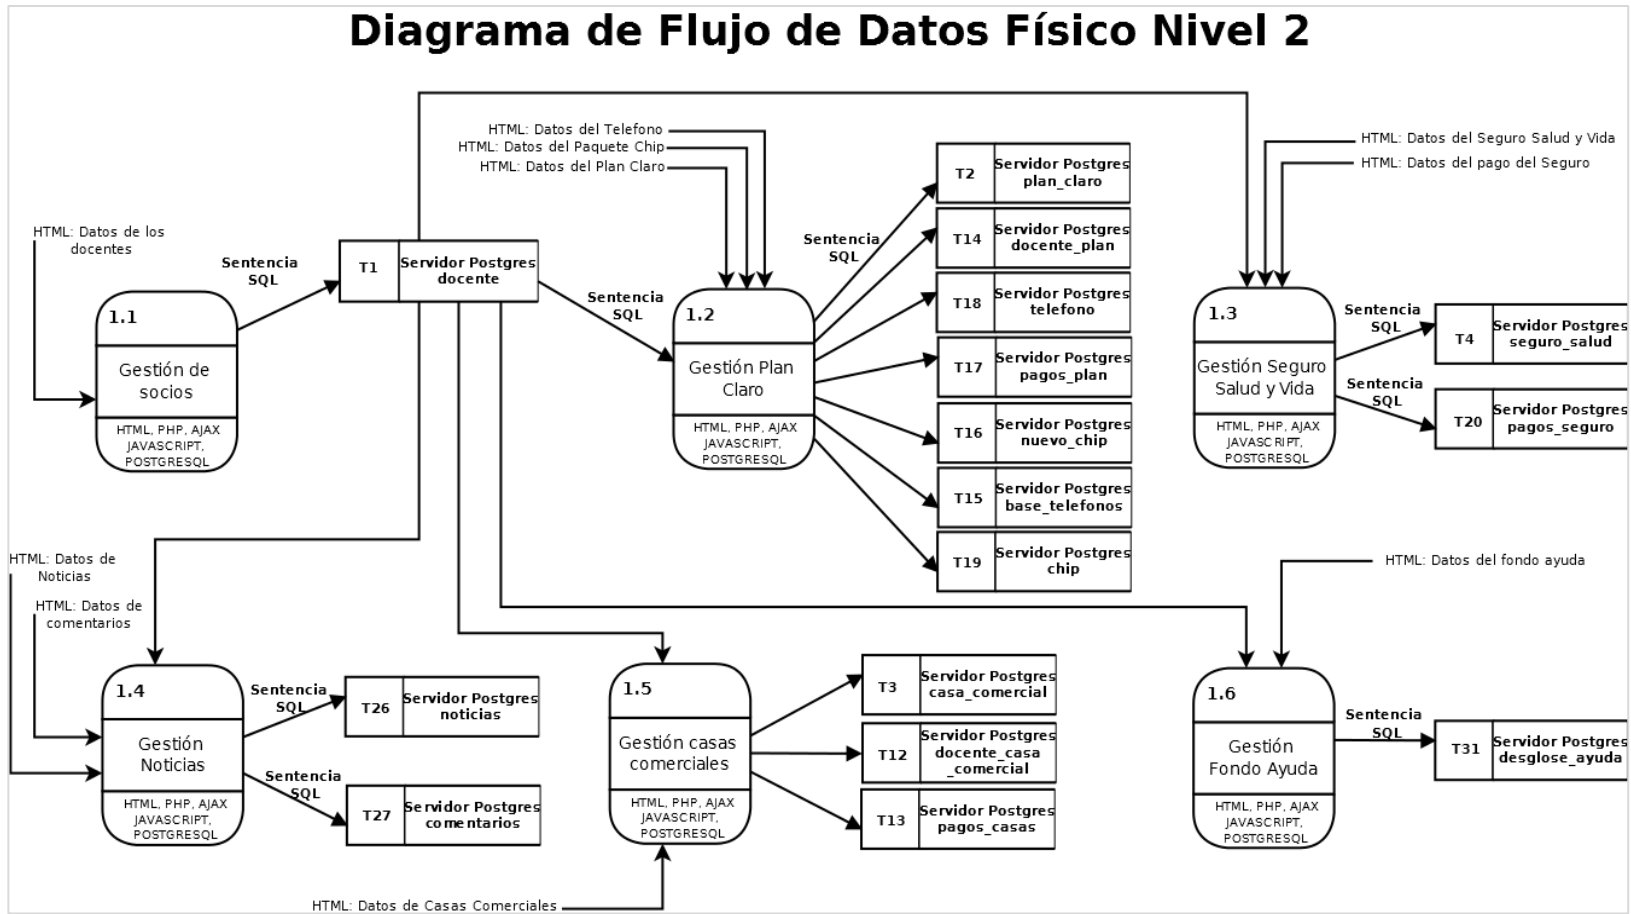 Diagrama de Flujo de Datos Físico Nivel 2
HTML: Datos de los
docentes
1.1
Gestión de
socios
HTML, PHP, AJAX
JAVASCRIPT,
POSTGRESQL
Sentencia
SQL
T1
Servidor Postgres
docente
Sentencia
SQL
HTML: Datos del Telefono
HTML: Datos del Paquete Chip
HTML: Datos del Plan Claro
1.2
Gestión Plan
Claro
HTML, PHP, AJAX
JAVASCRIPT,
POSTGRESQL
Sentencia
SQL
T2
Servidor Postgres
plan_claro
T14
Servidor Postgres
docente_plan
T18
Servidor Postgres
telefono
T17
Servidor Postgres
pagos_plan
T16
Servidor Postgres
nuevo_chip
T15
Servidor Postgres
base_telefonos
T19
Servidor Postgres
chip
HTML: Datos del Seguro Salud y Vida
HTML: Datos del pago del Seguro
1.3
Gestión Seguro
Salud y Vida
HTML, PHP, AJAX
JAVASCRIPT,
POSTGRESQL
Sentencia
SQL
T4
Servidor Postgres
seguro_salud
Sentencia
SQL
T20
Servidor Postgres
pagos_seguro
HTML: Datos de
Noticias
HTML: Datos de
comentarios
1.4
Gestión
Noticias
HTML, PHP, AJAX
JAVASCRIPT,
POSTGRESQL
Sentencia
SQL
T26
Servidor Postgres
noticias
Sentencia
SQL
T27
Servidor Postgres
comentarios
1.5
Gestión casas
comerciales
HTML, PHP, AJAX
JAVASCRIPT,
POSTGRESQL
T3
Servidor Postgres
casa_comercial
T12
Servidor Postgres
docente_casa
_comercial
T13
Servidor Postgres
pagos_casas
HTML: Datos de Casas Comerciales
HTML: Datos del fondo ayuda
1.6
Gestión
Fondo Ayuda
HTML, PHP, AJAX
JAVASCRIPT,
POSTGRESQL
Sentencia
SQL
T31
Servidor Postgres
desglose_ayuda